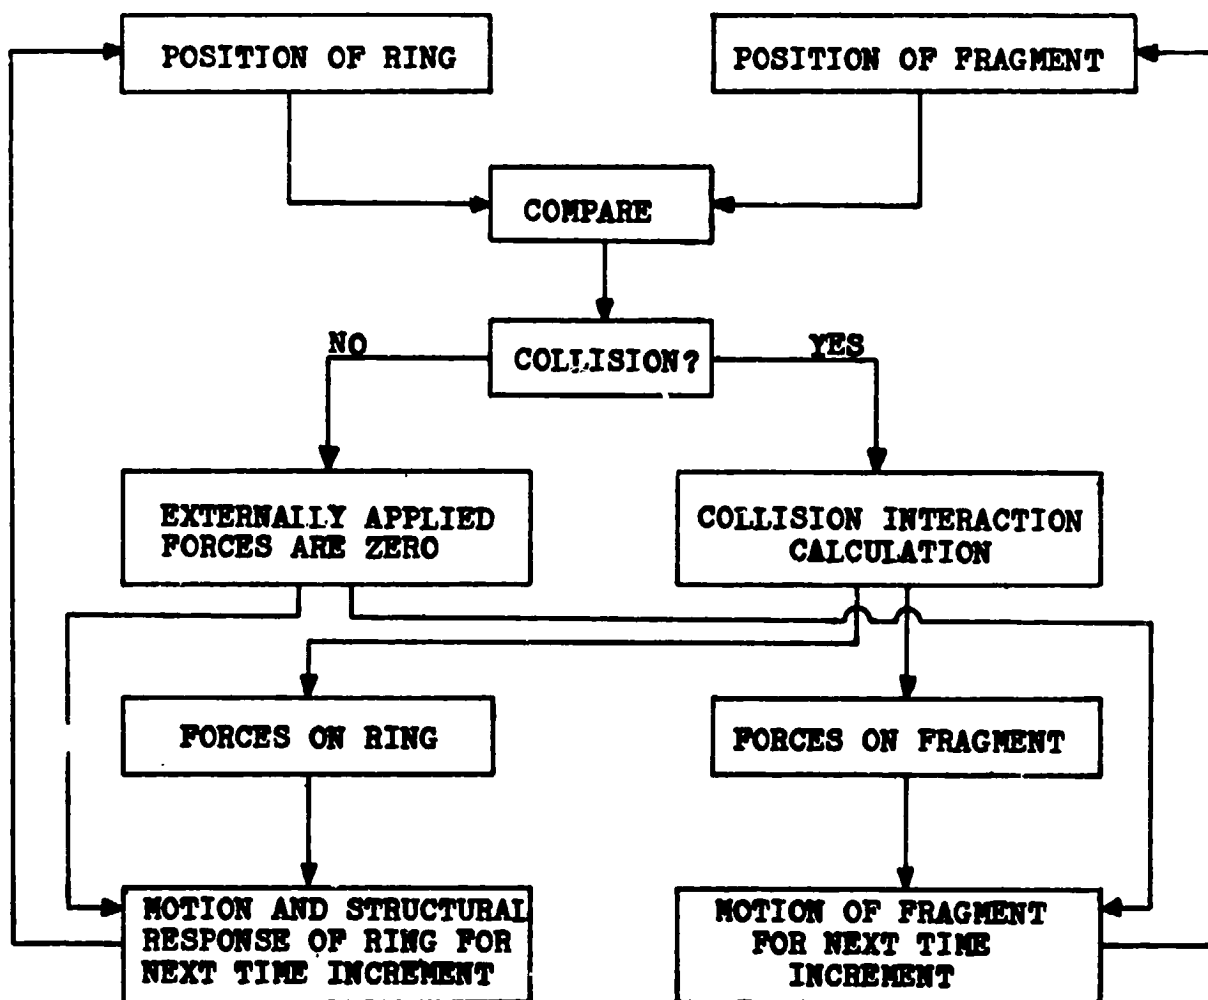 POSITION OF RING
POSITION OF FRAGMENT
COMPARE
COLLISION?
NO
YES
EXTERNALLY APPLIED
FORCES ARE ZERO
COLLISION INTERACTION
CALCULATION
FORCES ON RING
FORCES ON FRAGMENT
MOTION AND STRUCTURAL
RESPONSE OF RING FOR
NEXT TIME INCREMENT
MOTION OF FRAGMENT
FOR NEXT TIME
INCREMENT